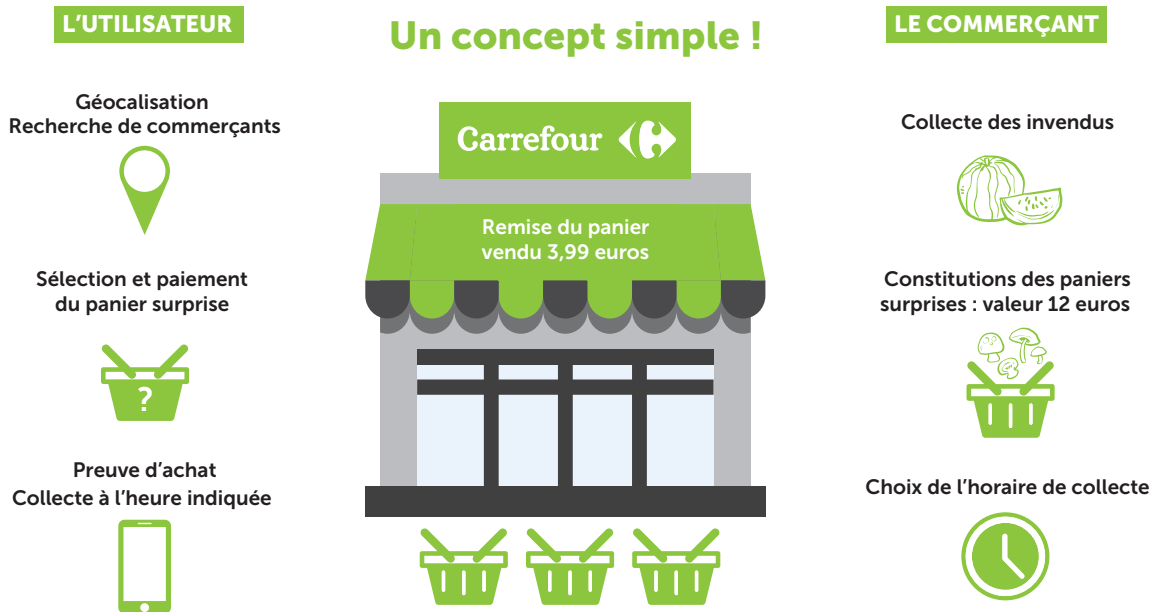 L'UTILISATEUR
Un concept simple !
LE COMMERÇANT
Géocalisation
Recherche de commerçants
Sélection et paiement
du panier surprise
?
Preuve d'achat
Collecte à l'heure indiquée
Carrefour
Remise du panier
vendu 3,99 euros
Collecte des invendus
Constitutions des paniers
surprises : valeur 12 euros
Choix de l'horaire de collecte